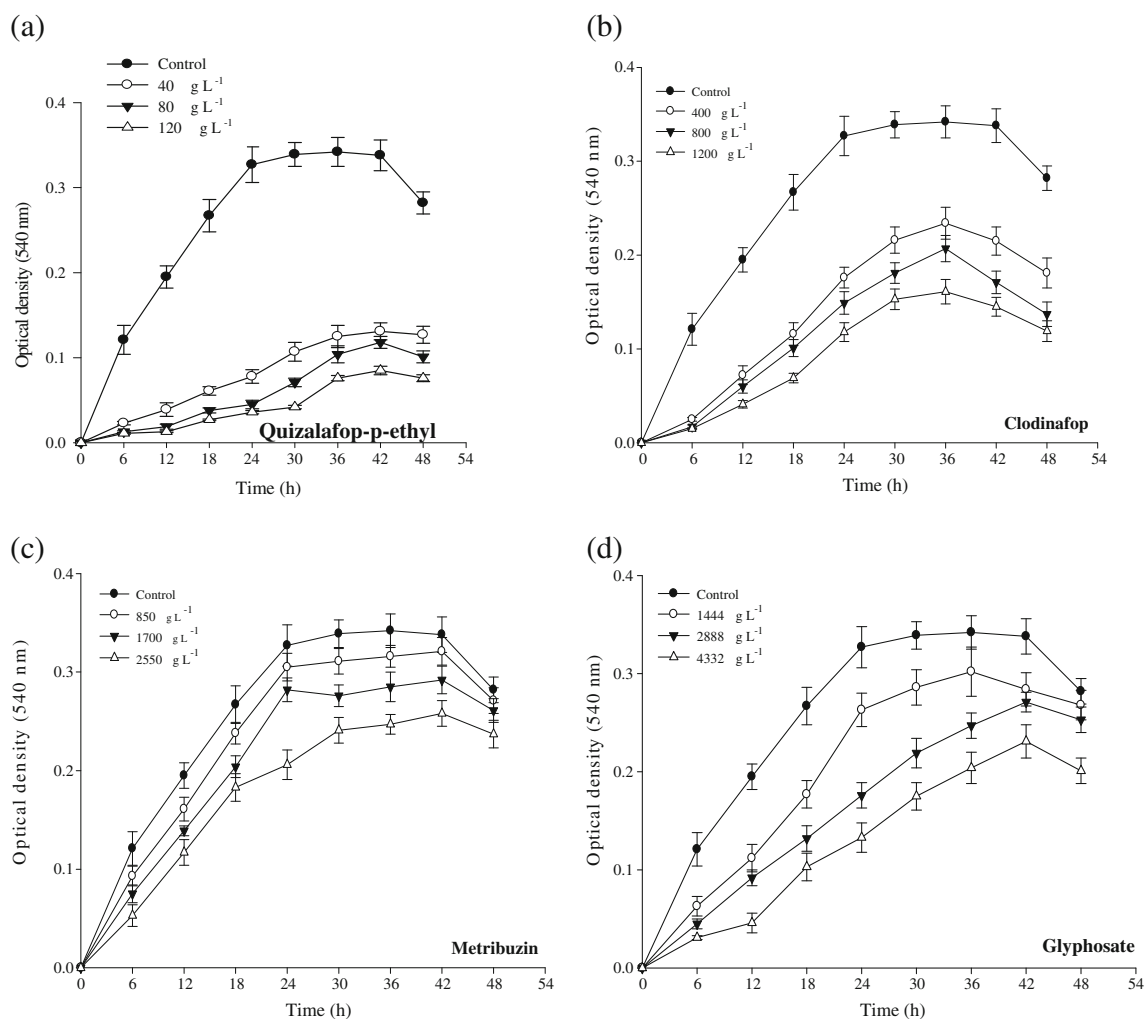 (a)
Control
40 g L-1
80 g L-1
120 g L-1
0.4
0.3
0.2
0.1
0.0
Optical density (540 nm)
Quizalafop-p-ethyl
0 6 12 18 24 30 36 42 48 54
Time (h)
(b)
Control
400 g L-1
800 g L-1
1200 g L-1
0.4
0.3
0.2
0.1
0.0
Optical density (540 nm)
Clodinafop
0 6 12 18 24 30 36 42 48 54
Time (h)
(c)
Control
850 g L-1
1700 g L-1
2550 g L-1
0.4
0.3
0.2
0.1
0.0
Optical density (540 nm)
Metribuzin
0 6 12 18 24 30 36 42 48 54
Time (h)
(d)
Control
1444 g L-1
2888 g L-1
4332 g L-1
0.4
0.3
0.2
0.1
0.0
Optical density (540 nm)
Glyphosate
0 6 12 18 24 30 36 42 48 54
Time (h)